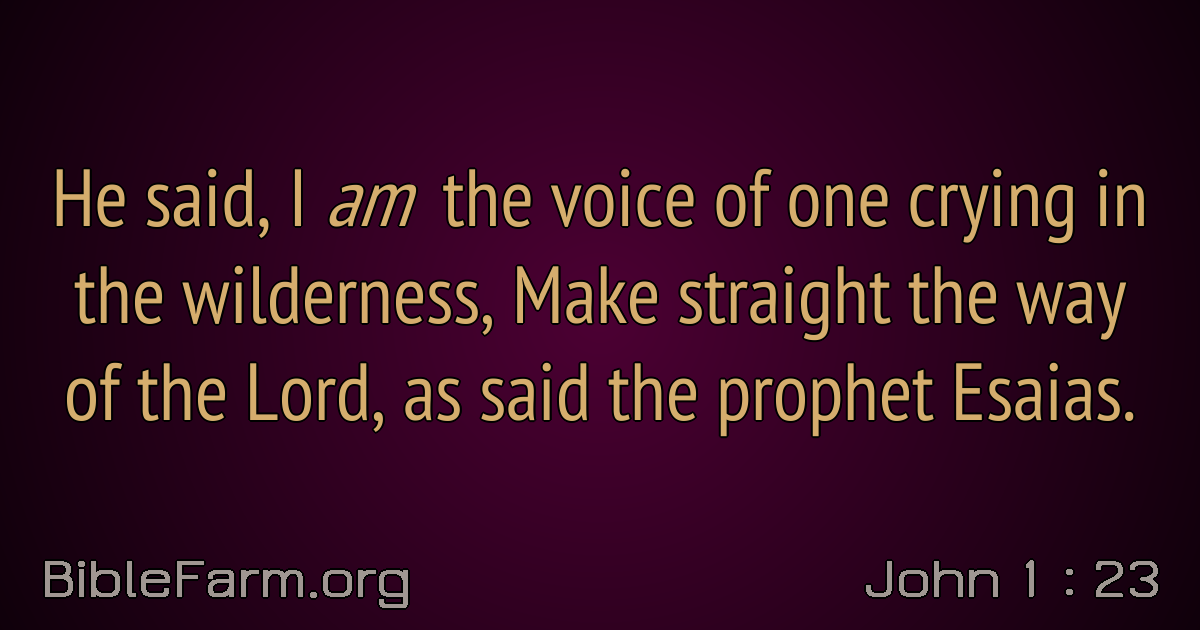 He said, I am the voice of one crying in
the wilderness, Make straight the way
of the Lord, as said the prophet Esaias.
BibleFarm.org
John 1 : 23